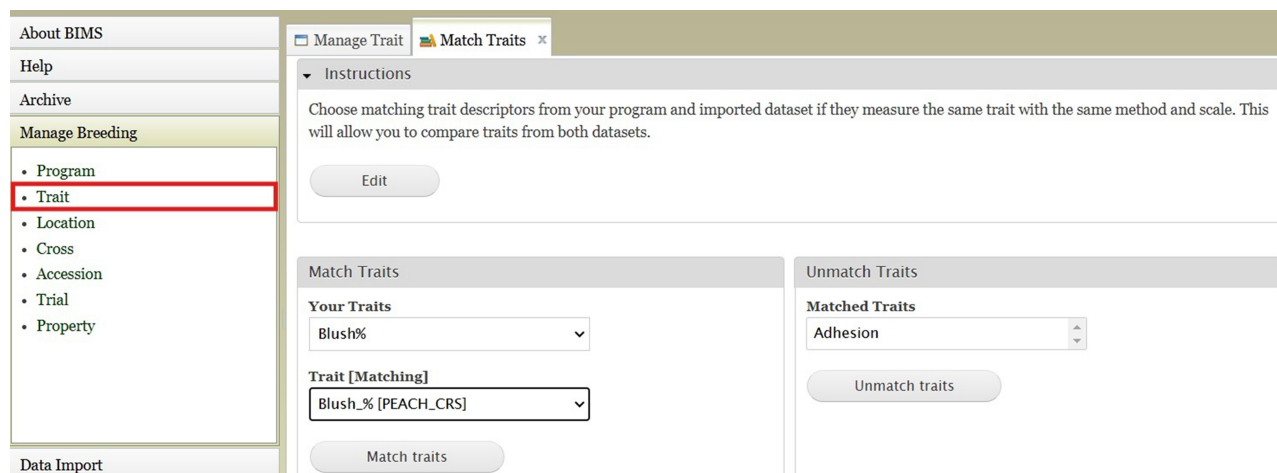 About BIMS
Help
Archive
Manage Breeding
Program
Trait
Location
Cross
Accession
Trial
Property
Data Import
Manage Trait
Match Traits
Instructions
Choose matching trait descriptors from your program and imported dataset if they measure the same trait with the same method and scale. This
will allow you to compare traits from both datasets.
Edit
Match Traits
Your Traits
Blush%
Trait [Matching]
Blush_% [PEACH_CRS]
Match traits
Unmatch Traits
Matched Traits
Adhesion
Unmatch traits